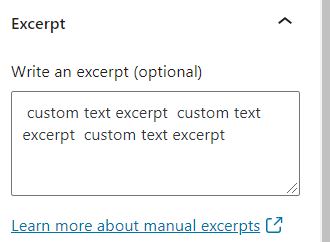 Excerpt
Write an excerpt (optional)
custom text excerpt  custom text
excerpt  custom text excerpt
Learn more about manual excerpts